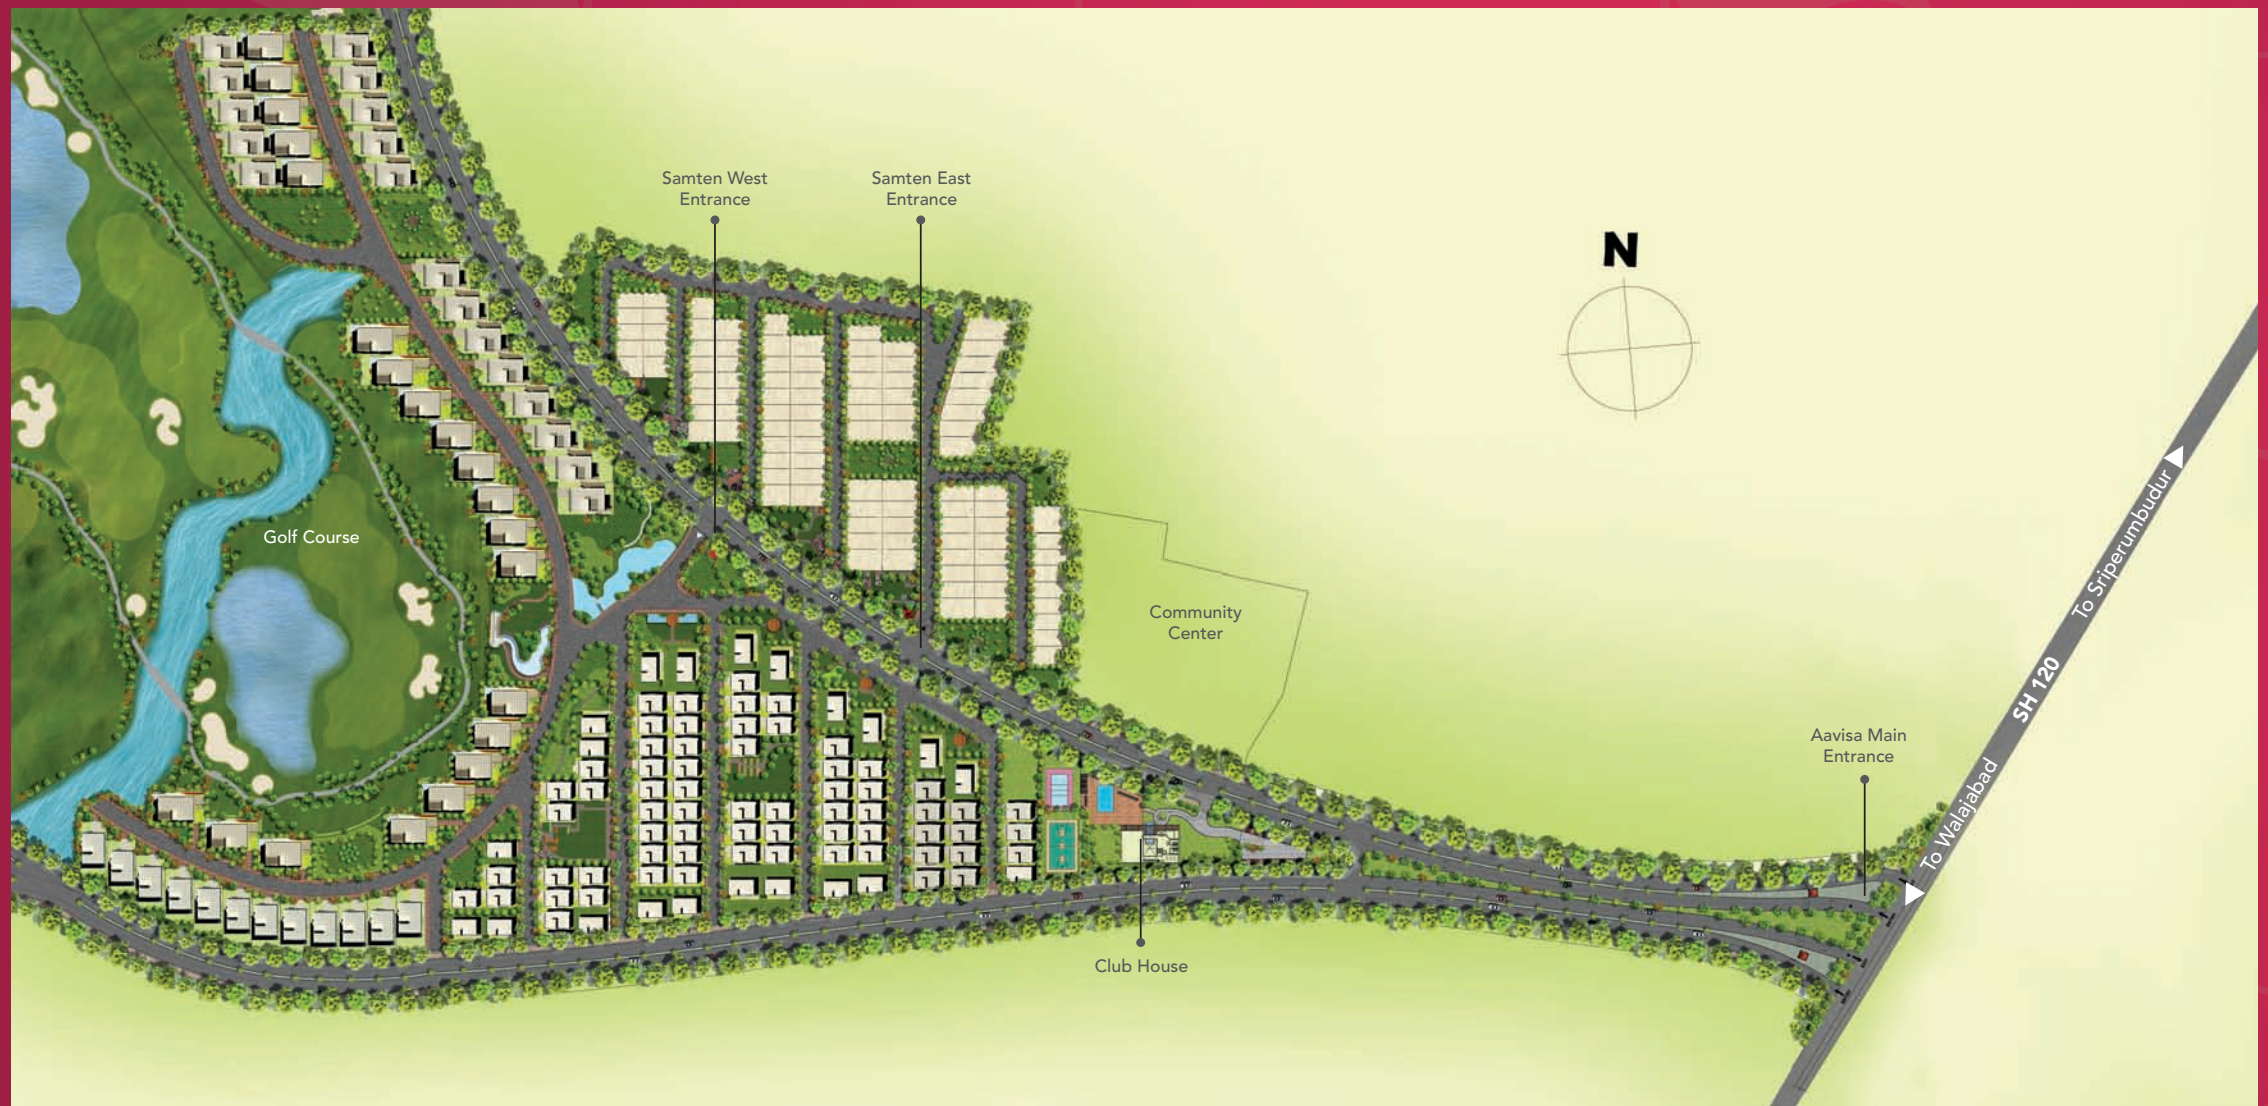 Samten West
Entrance
Samten East
Entrance
N
Golf Course
Community
Center
To Sriperumbudur
SH 120
Aavisa Main
Entrance
To Walajabad
Club House